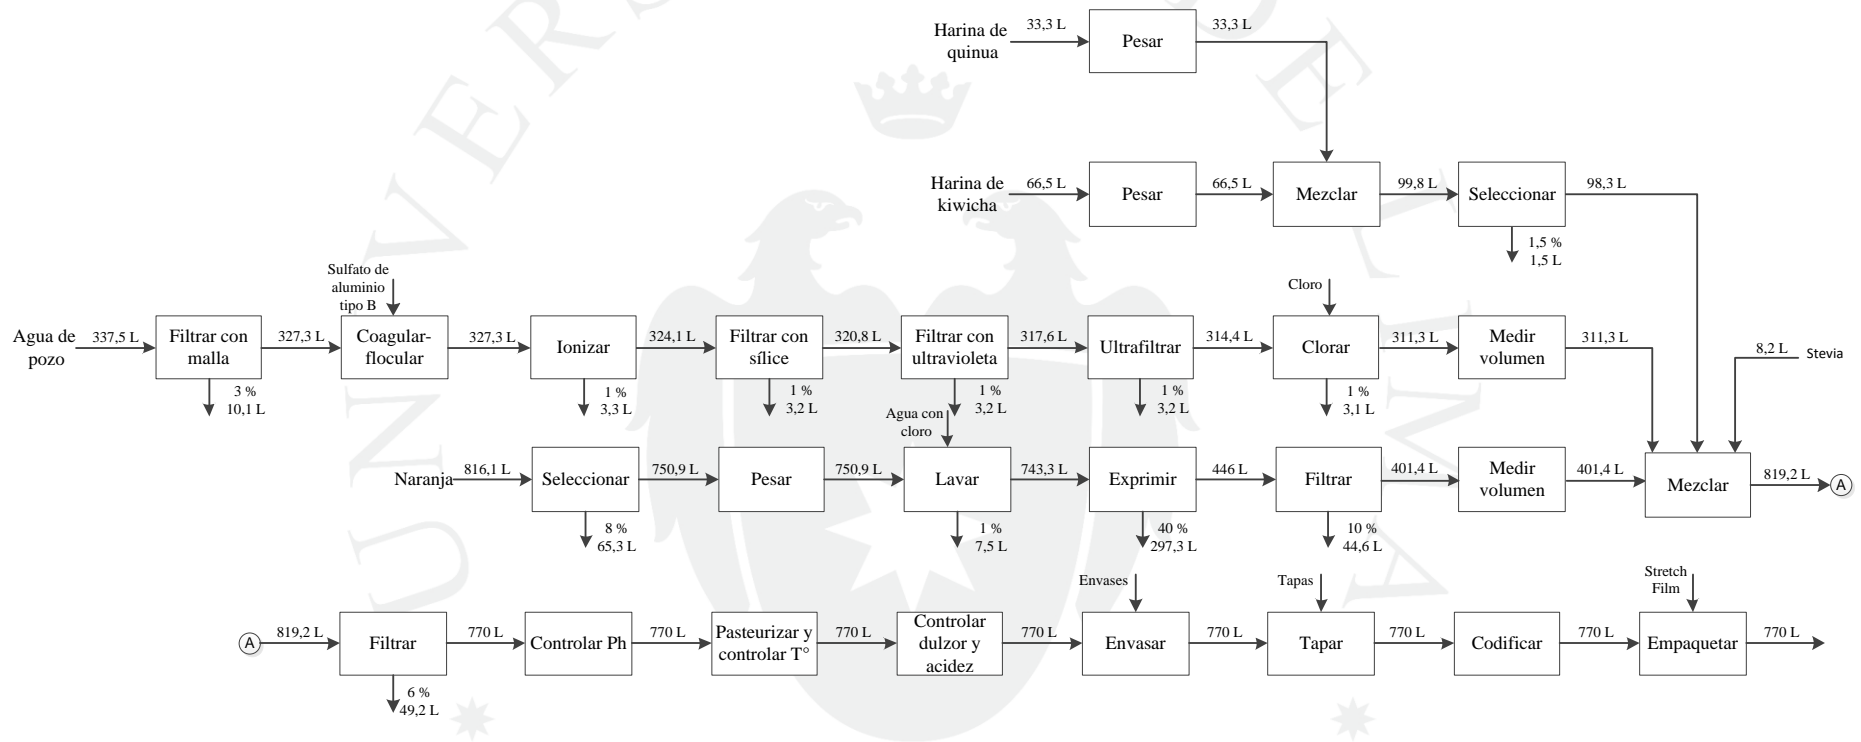 Harina de
quinua
33,3 L
Pesar
33,3 L
Harina de
kiwicha
66,5 L
Pesar
66,5 L
Mezclar
99,8 L
Seleccionar
98,3 L
1,5 %
1,5 L
Sulfato de
aluminio
tipo B
Cloro
Agua de
pozo
337,5 L
Filtrar con
malla
327,3 L
Coagular-
flocular
327,3 L
Ionizar
324,1 L
Filtrar con
sílice
320,8 L
Filtrar con
ultravioleta
317,6 L
Ultrafiltrar
314,4 L
Clorar
311,3 L
Medir
volumen
311,3 L
8,2 L
Stevia
3 %
10,1 L
1 %
3,3 L
1 %
3,2 L
1 %
3,2 L
1 %
3,2 L
1 %
3,1 L
Agua con
cloro
Naranja
816,1 L
Seleccionar
750,9 L
Pesar
750,9 L
Lavar
743,3 L
Exprimir
446 L
Filtrar
401,4 L
Medir
volumen
401,4 L
Mezclar
819,2 L
A
8 %
65,3 L
1 %
7,5 L
40 %
297,3 L
10 %
44,6 L
Envases
Tapas
Stretch
Film
A
819,2 L
Filtrar
770 L
Controlar Ph
770 L
Pasteurizar y
controlar T°
770 L
Controlar
dulzor y
acidez
770 L
Envasar
770 L
Tapar
770 L
Codificar
770 L
Empaquetar
770 L
6 %
49,2 L